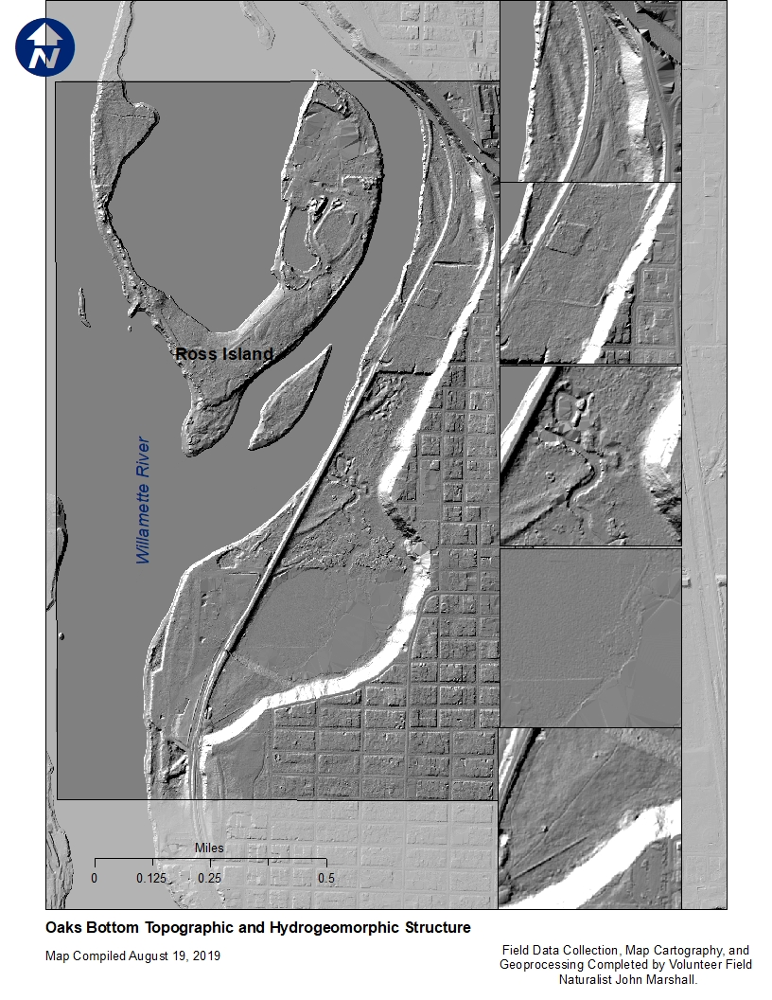 N
Ross Island
Willamette River
Miles
0 0.125 0.25 0.5
Oaks Bottom Topographic and Hydrogeomorphic Structure
Map Compiled August 19, 2019
Field Data Collection, Map Cartography, and
Geoprocessing Completed by Volunteer Field
Naturalist John Marshall.